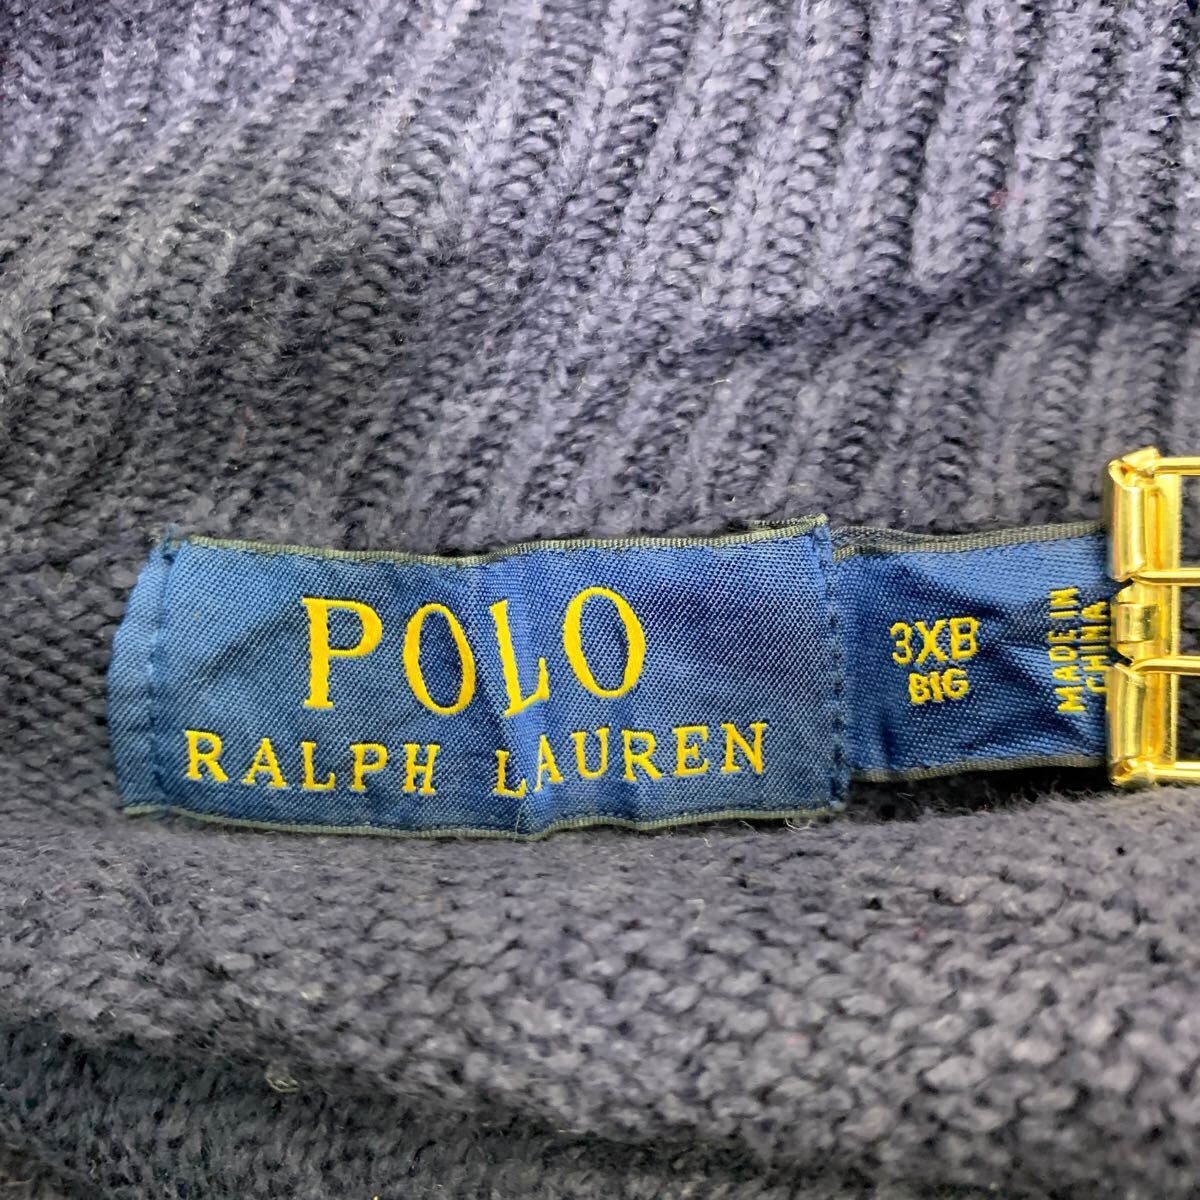 POLO
RALPH LAUREN
3XB
BIG
MADE IN
CHINA